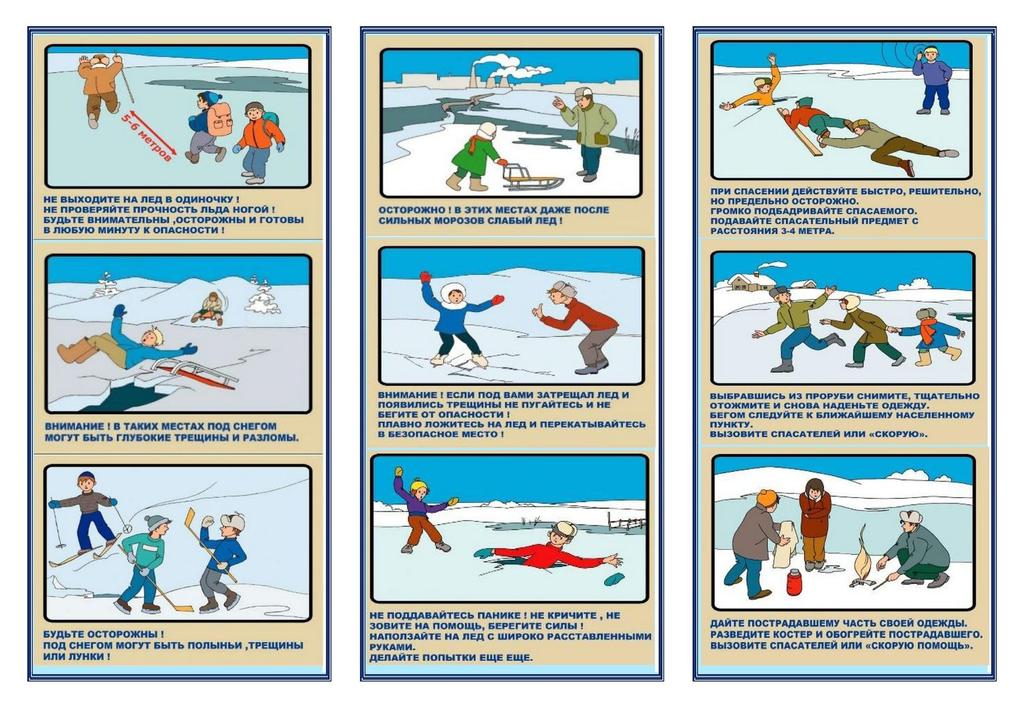 5-6 метров
НЕ ВЫХОДИТЕ НА ЛЕД В ОДИНОЧКУ !
НЕ ПРОВЕРЯЙТЕ ПРОЧНОСТЬ ЛЬДА НОГОЙ !
БУДЬТЕ ВНИМАТЕЛЬНЫ ,ОСТОРОЖНЫ И ГОТОВЫ
В ЛЮБУЮ МИНУТУ К ОПАСНОСТИ !
ВНИМАНИЕ ! В ТАКИХ МЕСТАХ ПОД СНЕГОМ
МОГУТ БЫТЬ ГЛУБОКИЕ ТРЕЩИНЫ И РАЗЛОМЫ.
БУДЬТЕ ОСТОРОЖНЫ !
ПОД СНЕГОМ МОГУТ БЫТЬ ПОЛЫНЬИ ,ТРЕЩИНЫ
ИЛИ ЛУНКИ !
ОСТОРОЖНО ! В ЭТИХ МЕСТАХ ДАЖЕ ПОСЛЕ
СИЛЬНЫХ МОРОЗОВ СЛАБЫЙ ЛЕД !
ВНИМАНИЕ ! ЕСЛИ ПОД ВАМИ ЗАТРЕЩАЛ ЛЕД И
ПОЯВИЛИСЬ ТРЕЩИНЫ НЕ ПУГАЙТЕСЬ И НЕ
БЕГИТЕ ОТ ОПАСНОСТИ !
ПЛАВНО ЛОЖИТЕСЬ НА ЛЕД И ПЕРЕКАТЫВАЙТЕСЬ
В БЕЗОПАСНОЕ МЕСТО !
НЕ ПОДДАВАЙТЕСЬ ПАНИКЕ ! НЕ КРИЧИТЕ , НЕ
ЗОВИТЕ НА ПОМОЩЬ, БЕРЕГИТЕ СИЛЫ !
НАПОЛЗАЙТЕ НА ЛЕД С ШИРОКО РАССТАВЛЕННЫМИ
РУКАМИ.
ДЕЛАЙТЕ ПОПЫТКИ ЕЩЕ ЕЩЕ.
ПРИ СПАСЕНИИ ДЕЙСТВУЙТЕ БЫСТРО, РЕШИТЕЛЬНО,
НО ПРЕДЕЛЬНО ОСТОРОЖНО.
ГРОМКО ПОДБАДРИВАЙТЕ СПАСАЕМОГО.
ПОДАВАЙТЕ СПАСАТЕЛЬНЫЙ ПРЕДМЕТ С
РАССТОЯНИЯ 3-4 МЕТРА.
ВЫБРАВШИСЬ ИЗ ПРОРУБИ СНИМИТЕ, ТЩАТЕЛЬНО
ОТОЖМИТЕ И СНОВА НАДЕНЬТЕ ОДЕЖДУ.
БЕГОМ СЛЕДУЙТЕ К БЛИЖАЙШЕМУ НАСЕЛЕННОМУ
ПУНКТУ.
ВЫЗОВИТЕ СПАСАТЕЛЕЙ ИЛИ «СКОРУЮ».
ДАЙТЕ ПОСТРАДАВШЕМУ ЧАСТЬ СВОЕЙ ОДЕЖДЫ.
РАЗВЕДИТЕ КОСТЕР И ОБОГРЕЙТЕ ПОСТРАДАВШЕГО.
ВЫЗОВИТЕ СПАСАТЕЛЕЙ ИЛИ «СКОРУЮ ПОМОЩЬ».